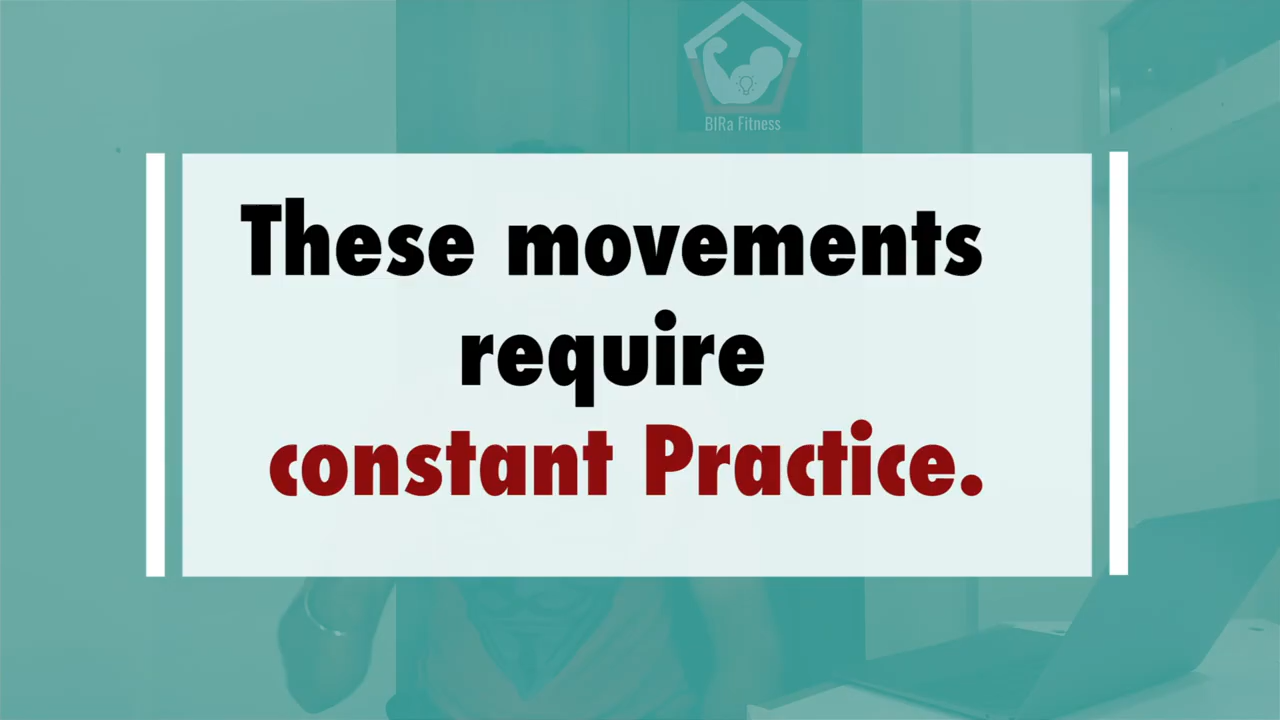 BIRa Fitness
These movements
require
constant Practice.